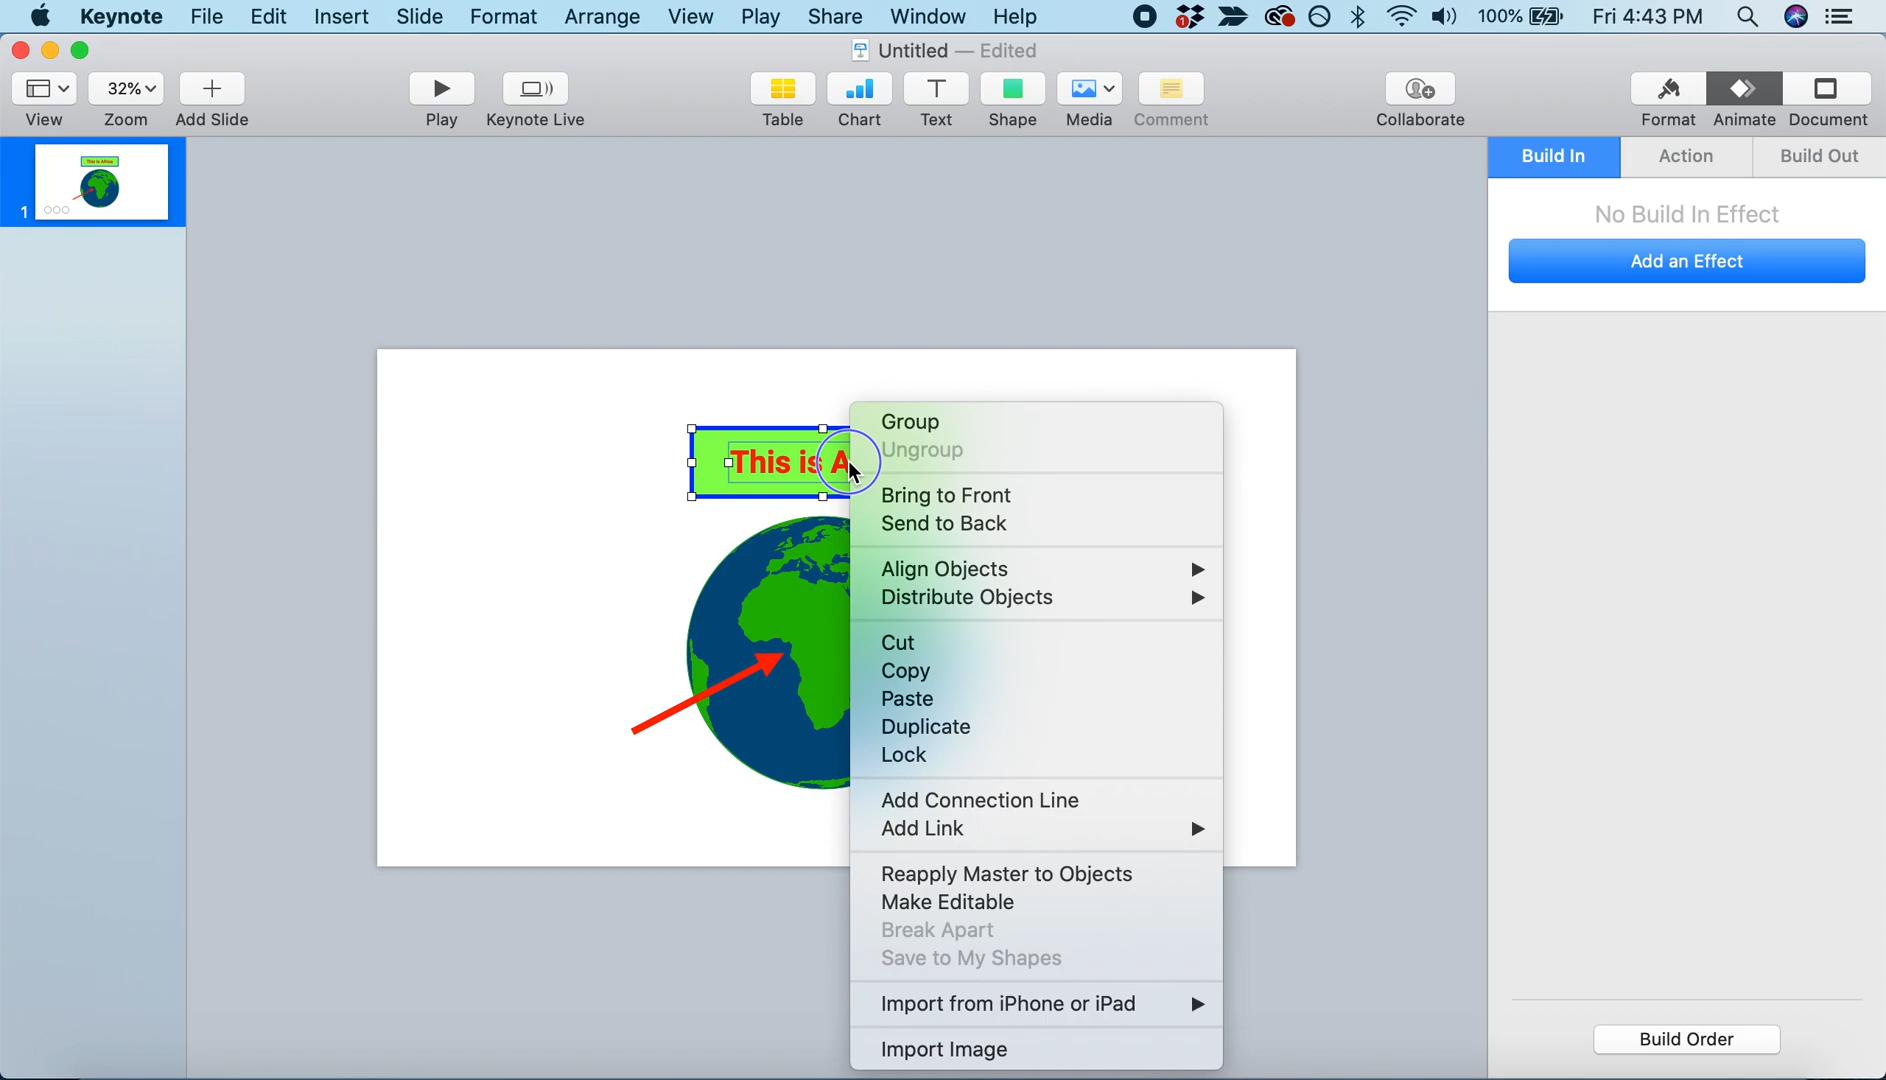 Keynote File Edit Insert Slide Format Arrange View Play Share Window Help 1 100% Fri 4:43 PM
Untitled — Edited
32%
View Zoom Add Slide Play Keynote Live Table Chart Text Shape Media Comment Collaborate Format Animate Document
Build In Action Build Out
This is Africa
1
No Build In Effect
Add an Effect
This is A
Group
Ungroup
Bring to Front
Send to Back
Align Objects
Distribute Objects
Cut
Copy
Paste
Duplicate
Lock
Add Connection Line
Add Link
Reapply Master to Objects
Make Editable
Break Apart
Save to My Shapes
Import from iPhone or iPad
Import Image
Build Order